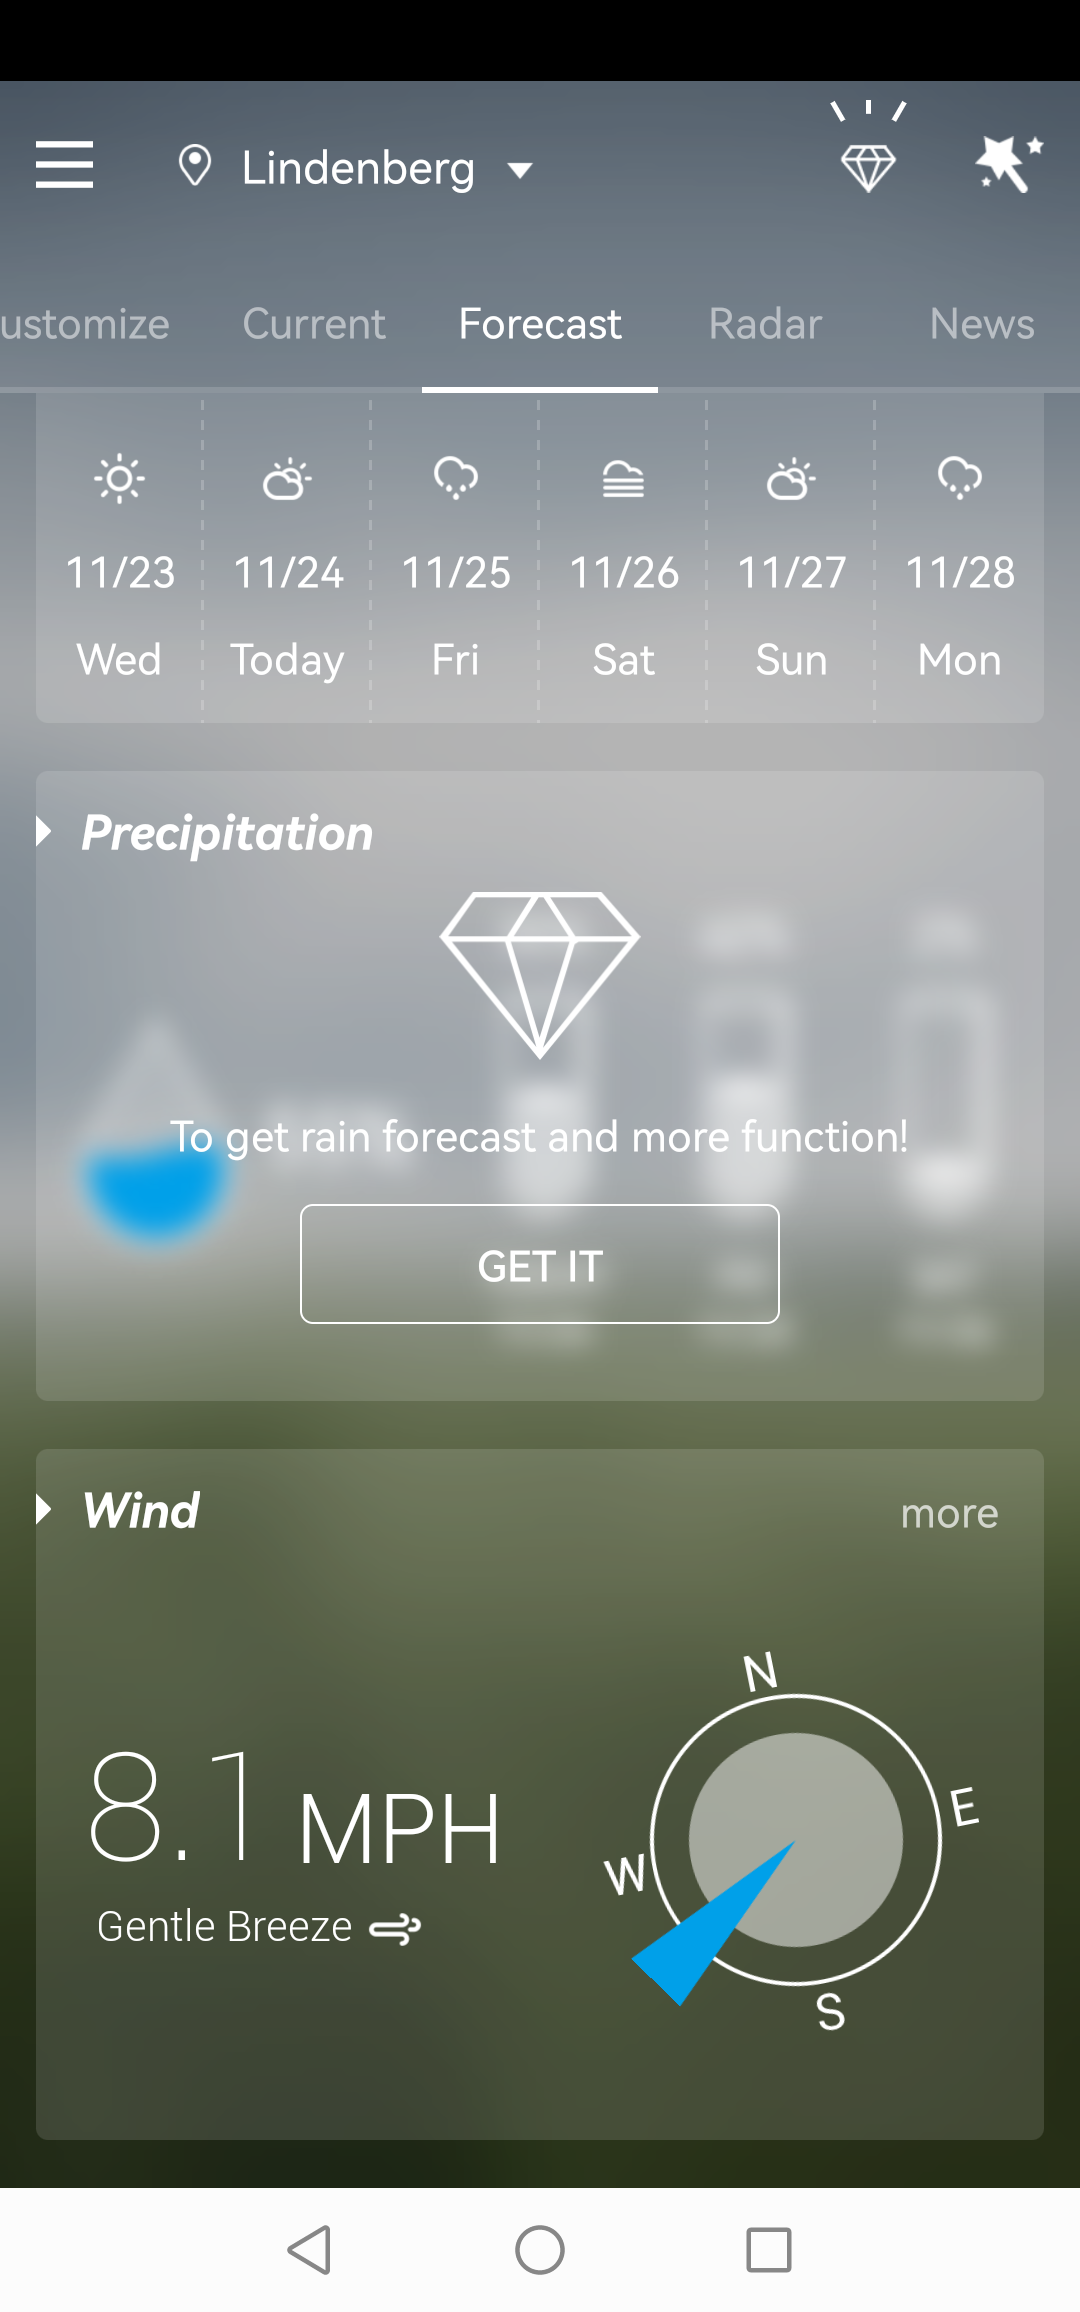 Lindenberg
ustomize Current Forecast Radar News
11/23 11/24 11/25 11/26 11/27 11/28
Wed Today Fri Sat Sun Mon
Precipitation
To get rain forecast and more function!
GET IT
Wind more
N
8.1 MPH
E
W
Gentle Breeze
S